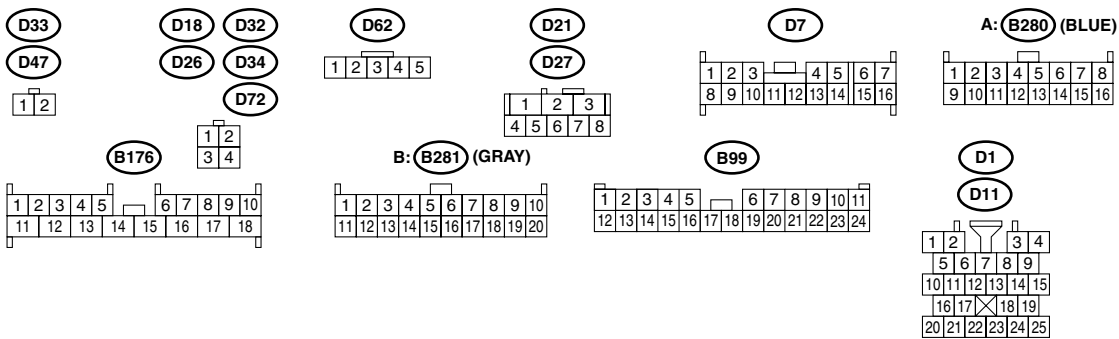 D33 D18 D32 D62 D21 D7 A: B280 (BLUE)
D47 D26 D34 D27
D72
1 2
1 2 3 4 5
1 2 3
4 5 6 7 8
1 2 3 4 5 6 7
8 9 10 11 12 13 14 15 16
1 2 3 4 5 6 7 8
9 10 11 12 13 14 15 16
1 2
3 4
B176 B: B281 (GRAY) B99 D1
D11
1 2 3 4 5 6 7 8 9 10
11 12 13 14 15 16 17 18
1 2 3 4 5 6 7 8 9 10
11 12 13 14 15 16 17 18 19 20
1 2 3 4 5 6 7 8 9 10 11
12 13 14 15 16 17 18 19 20 21 22 23 24
1 2 3 4
5 6 7 8 9
10 11 12 13 14 15
16 17 18 19
20 21 22 23 24 25